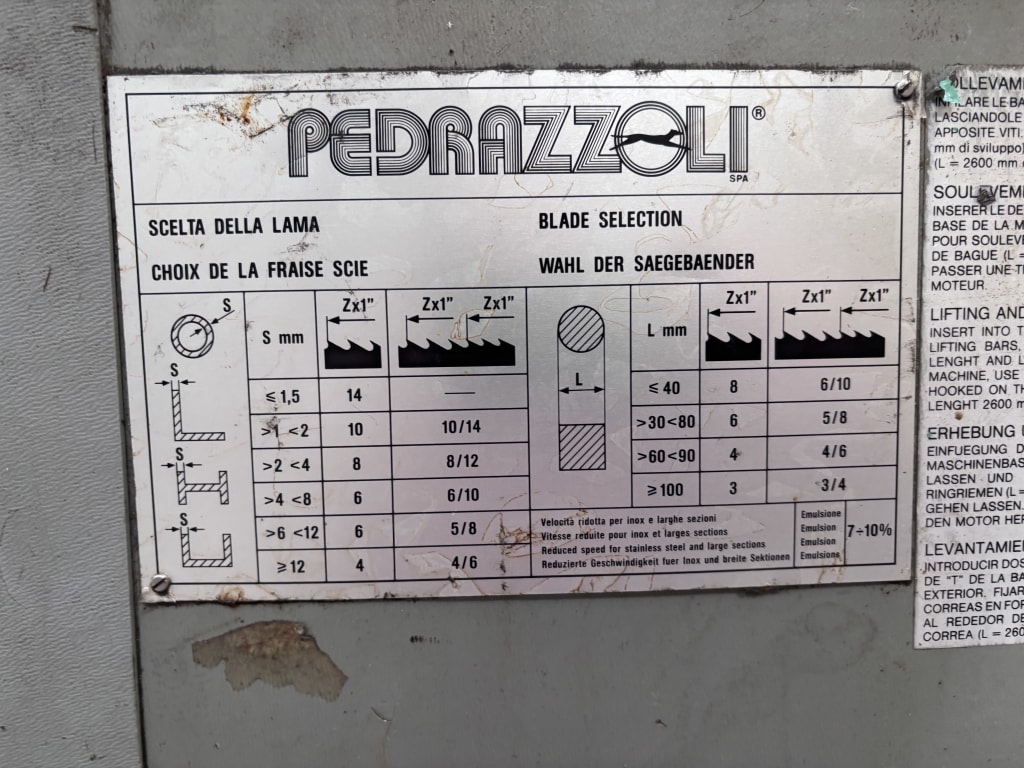 PEDRAZZOLI®
SPA
SCELTA DELLA LAMA
BLADE SELECTION
CHOIX DE LA FRAISE SCIE
WAHL DER SAEGEBAENDER
S
S mm
Zx1"
Zx1" Zx1"
≤1,5 14 —
>1 <2 10 10/14
>2 <4 8 8/12
>4 <8 6 6/10
>6 <12 6 5/8
≥12 4 4/6
S
S
S
L
L mm
Zx1"
Zx1" Zx1"
≤40 8 6/10
>30<80 6 5/8
>60<90 4 4/6
≥100 3 3/4
Velocità ridotta per inox e larghe sezioni Emulsione
Vitesse reduite pour inox et larges sections Emulsion
Reduced speed for stainless steel and large sections Emulsion
Reduzierte Geschwindigkeit fuer Inox und breite Sektionen Emulsione
7÷10%
LARE LE BA
LASCIANDOLE
APPOSITE VITI.
mm di sviluppo)
(L = 2600 mm
INSERER LE DE
BASE DE LA M
POUR SOULEV
DE BAGUE (L =
PASSER UNE T
MOTEUR.
LIFTING AND
INSERT INTO T
LIFTING BARS,
LENGHT AND L
MACHINE, USE
HOOKED ON TH
LENGHT 2600 m
ERHEBUNG U
EINFUEGUNG D
MASCHINENBAS
LASSEN - UND
RINGRIEMEN (L=
GEHEN LASSEN.
DEN MOTOR HER
LEVANTAMIEN
INTRODUCIR DOS
DE "T" DE LA BA
EXTERIOR, FIJAR
CORREAS EN FOR
AL REDEDOR DE
CORREA (L = 260